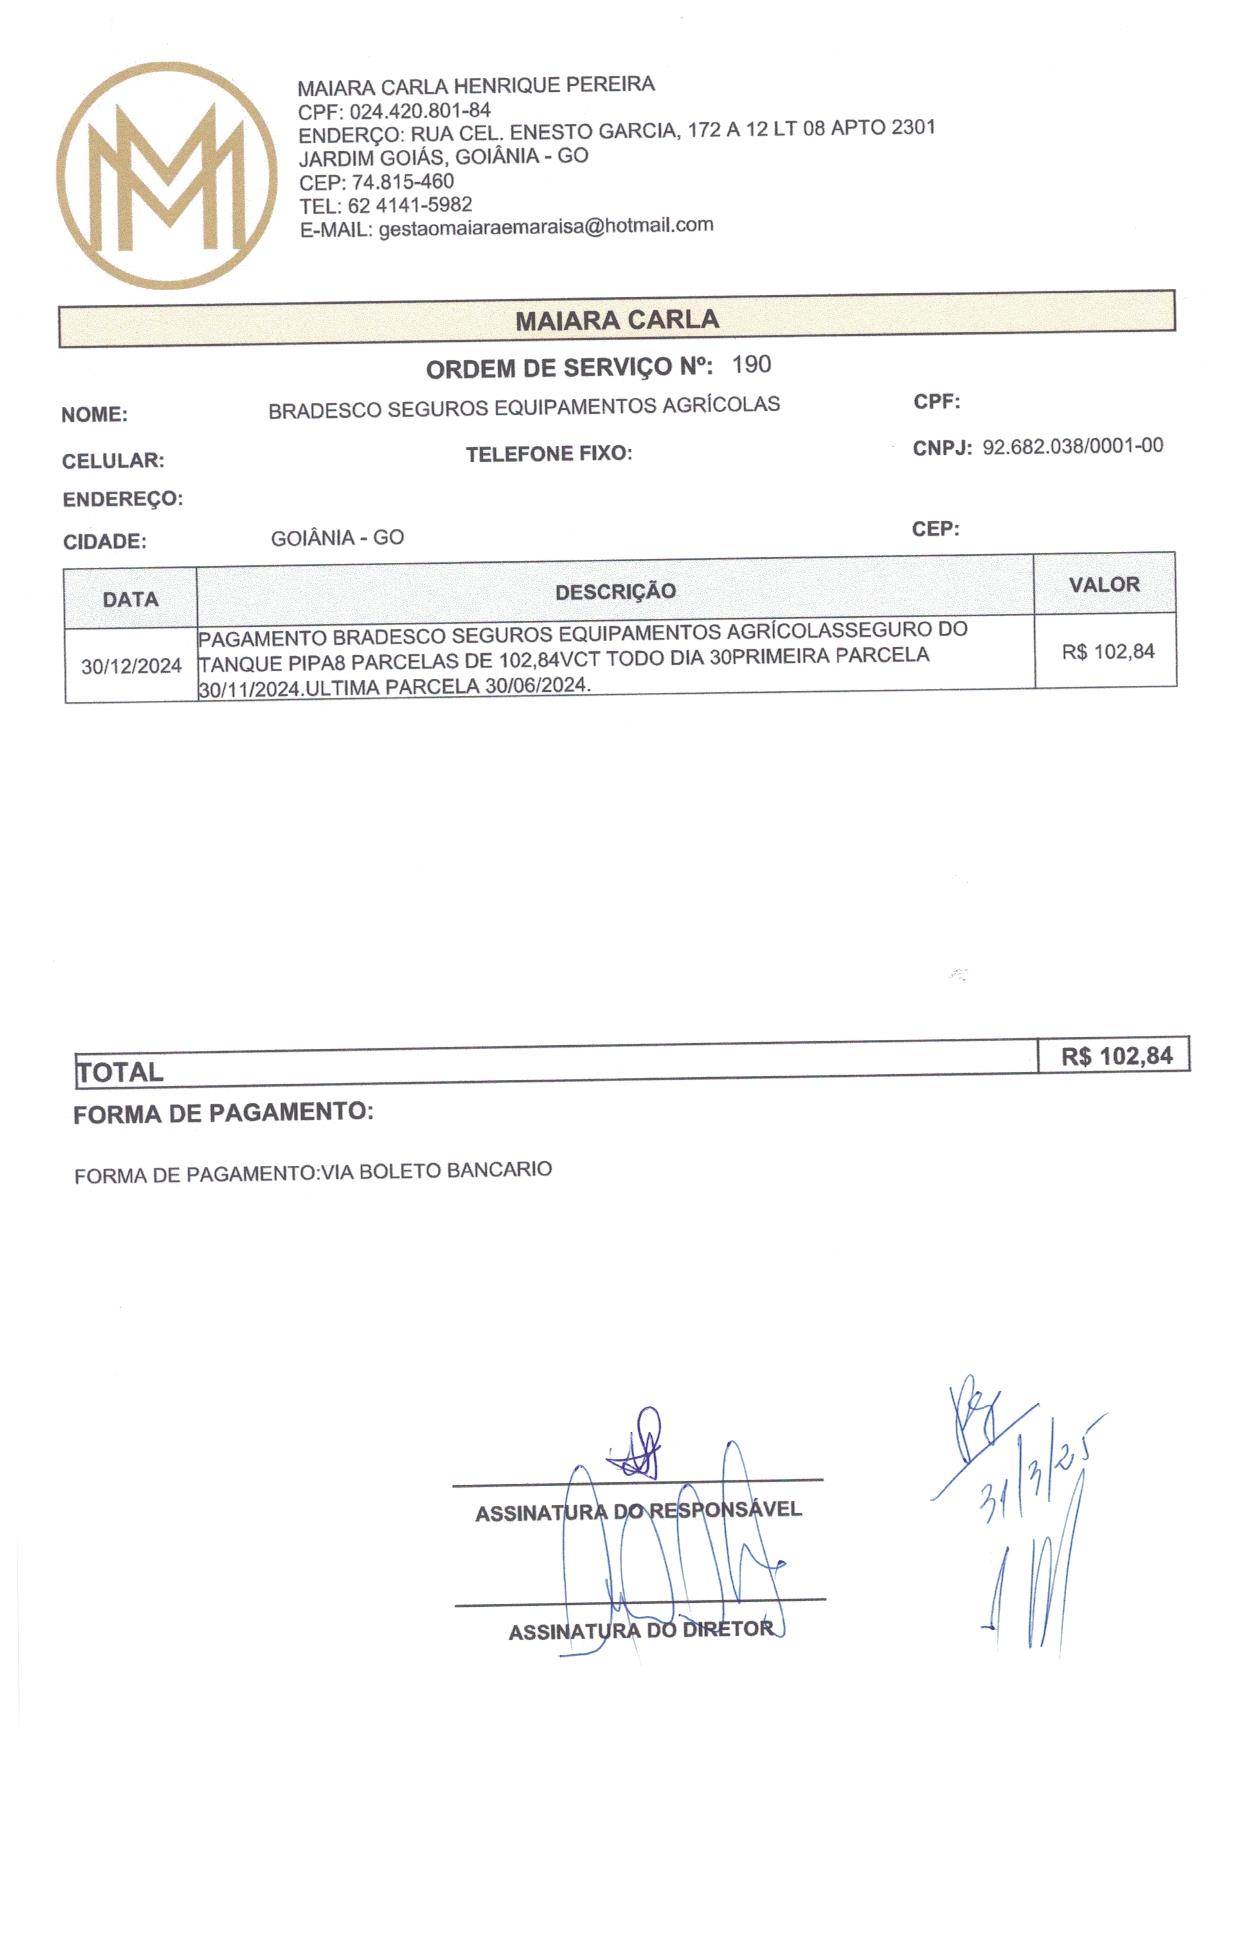 MAIARA CARLA HENRIQUE PEREIRA
CPF: 024.420.801-84
ENDERÇO: RUA CEL. ENESTO GARCIA, 172 A 12 LT 08 APTO 2301
JARDIM GOIÁS, GOIÂNIA - GO
CEP: 74.815-460
TEL: 62 4141-5982
E-MAIL: gestaomaiaraemaraisa@hotmail.com
MAIARA CARLA
ORDEM DE SERVIÇO Nº: 190
NOME: BRADESCO SEGUROS EQUIPAMENTOS AGRÍCOLAS CPF:
CELULAR: TELEFONE FIXO: CNPJ: 92.682.038/0001-00
ENDEREÇO:
CIDADE: GOIÂNIA - GO CEP:
DATA DESCRIÇÃO VALOR
PAGAMENTO BRADESCO SEGUROS EQUIPAMENTOS AGRÍCOLASSEGURO DO
30/12/2024 TANQUE PIPA8 PARCELAS DE 102,84VCT TODO DIA 30PRIMEIRA PARCELA R$ 102,84
30/11/2024.ULTIMA PARCELA 30/06/2024.
TOTAL R$ 102,84
FORMA DE PAGAMENTO:
FORMA DE PAGAMENTO:VIA BOLETO BANCARIO
31/3/25
ASSINATURA DO RESPONSÁVEL
ASSINATURA DO DIRETOR